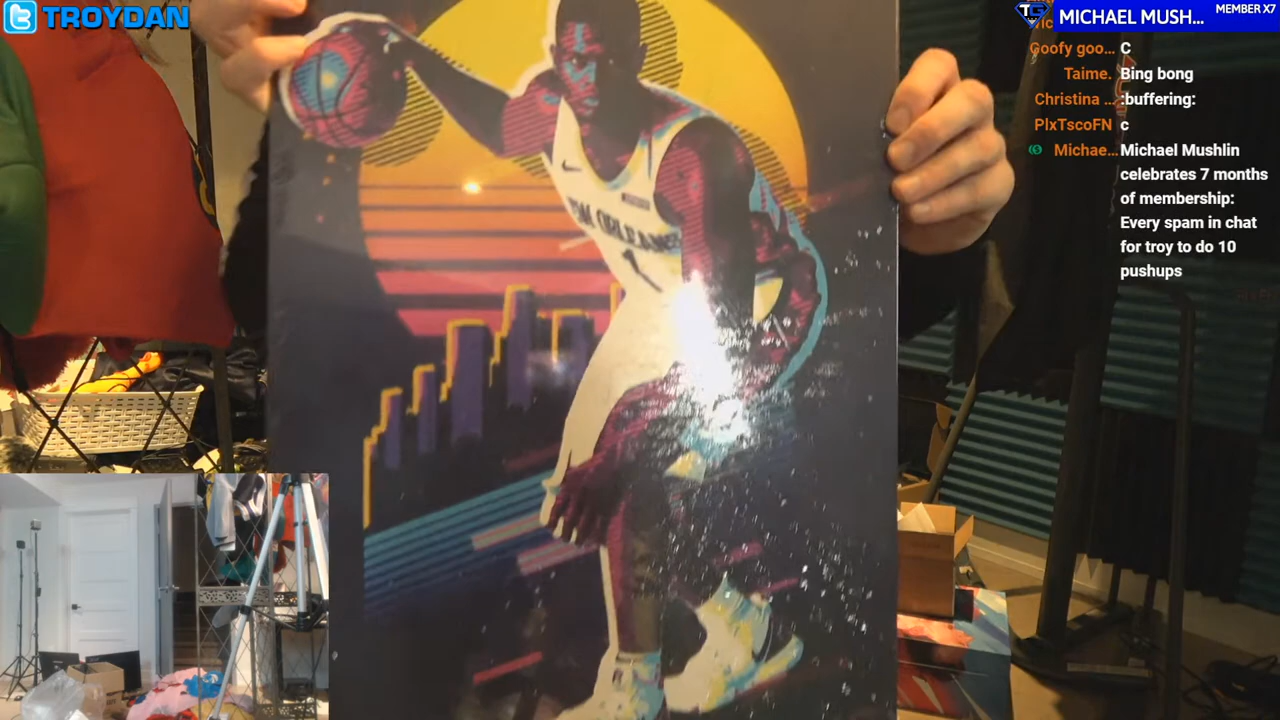 TROYDAN
TG MICHAEL MUSH... MEMBER X7
Goofy goo... C
Taime. Bing bong
Christina ... :buffering:
PlxTscoFN c
Michae... Michael Mushlin
celebrates 7 months
of membership:
Every spam in chat
for troy to do 10
pushups
ORLEANS
1